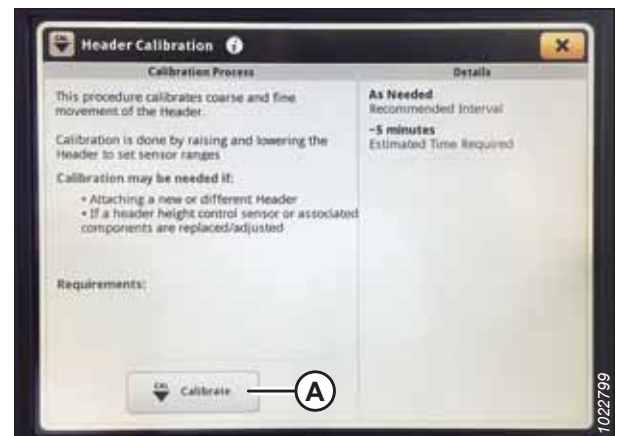 CAL
Header Calibration i
×
Calibration Process
Details
This procedure calibrates coarse and fine
movement of the Header.
Calibration is done by raising and lowering the
Header to set sensor ranges
Calibration may be needed if:
• Attaching a new or different Header
• If a header height control sensor or associated
components are replaced/adjusted
Requirements:
As Needed
Recommended Interval
~5 minutes
Estimated Time Required
CAL
Calibrate
A
1022799